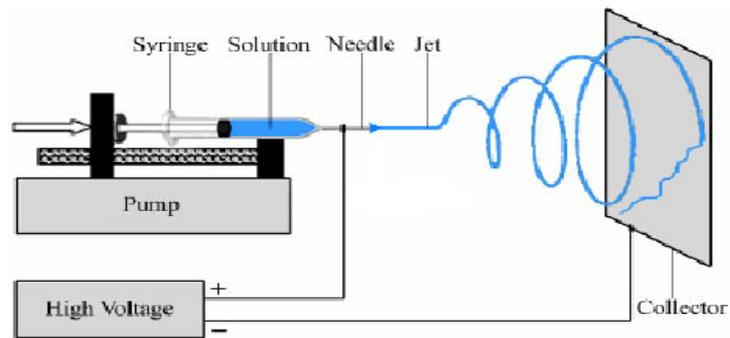 Syringe Solution Needle Jet
Pump
+
High Voltage
Collector
−